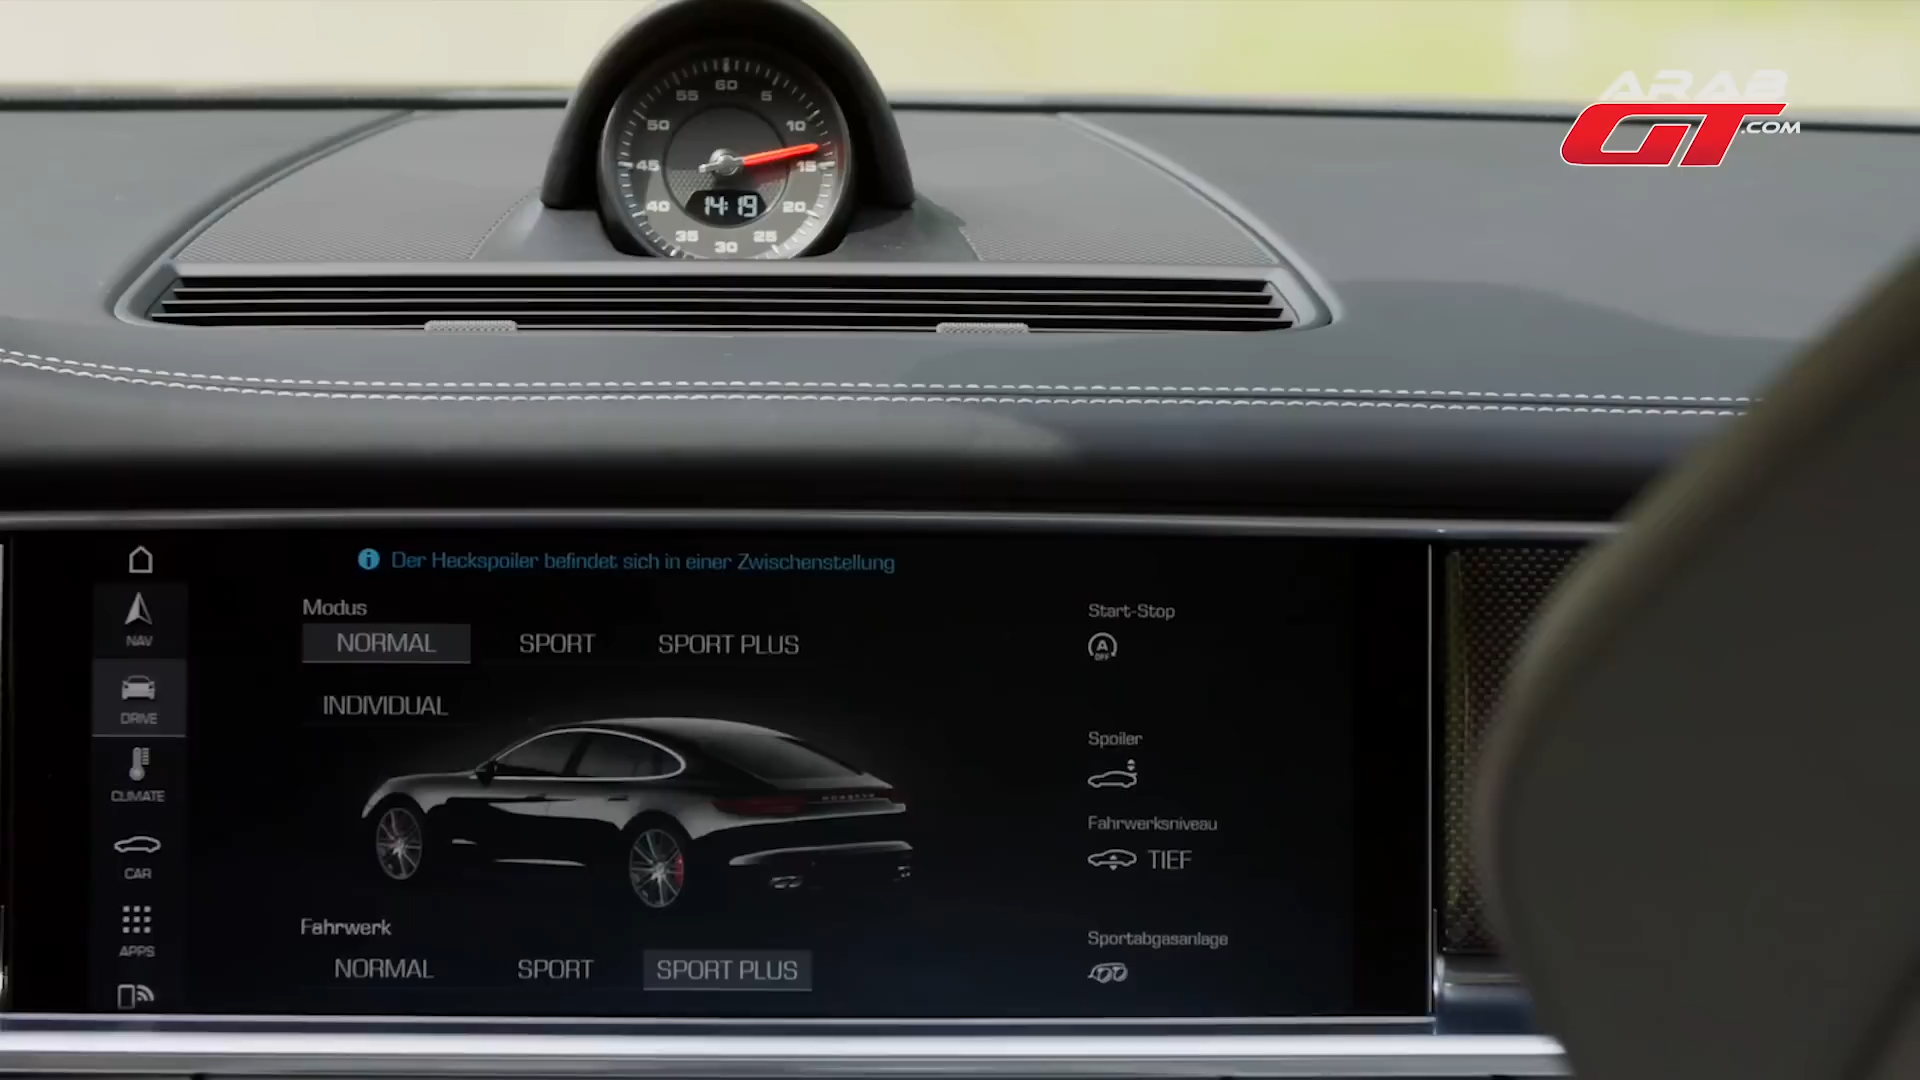 ARAB
GT.COM
60
55 5
50 10
45 15
14:19
40 20
35 25
30
Der Heckspoiler befindet sich in einer Zwischenstellung
Modus
NORMAL SPORT SPORT PLUS
INDIVIDUAL
NAV
DRIVE
CLIMATE
CAR
APPS
PORSCHE
Fahrwerk
NORMAL SPORT SPORT PLUS
Start-Stop
A
OFF
Spoiler
Fahrwerksniveau
TIEF
Sportabgasanlage